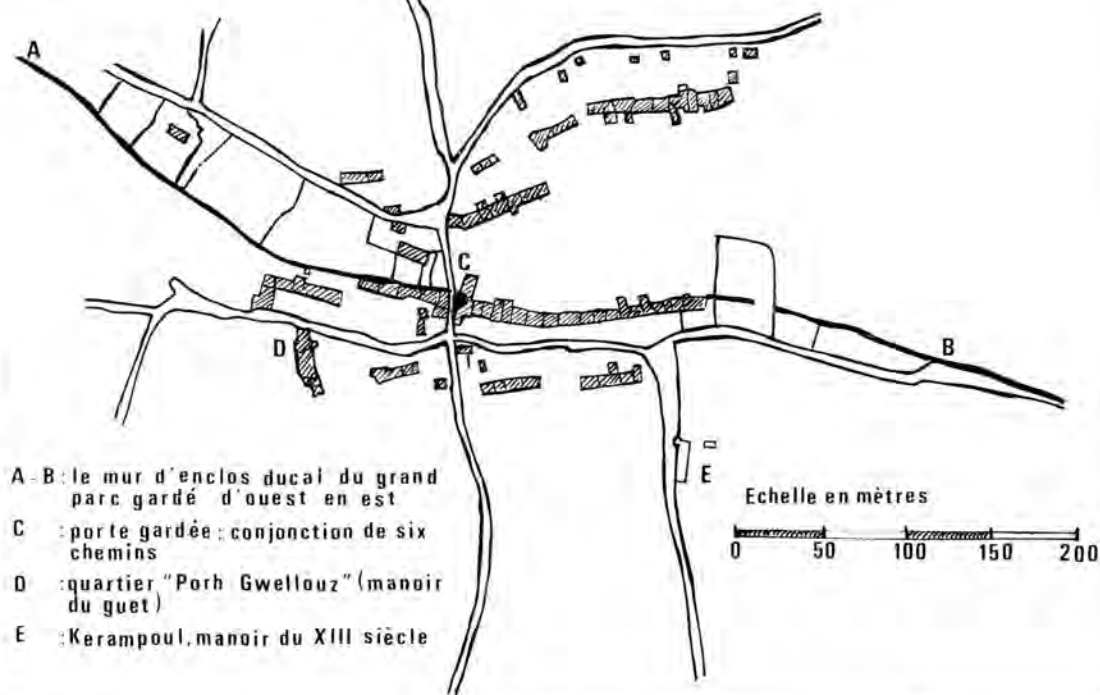 A
C
B
D
E
A-B: le mur d'enclos ducal du grand
parc gardé d'ouest en est
C : porte gardée : conjonction de six
chemins
D : quartier "Porh Gwellouz" (manoir
du guet)
E : Kerampoul, manoir du XIII siècle
Echelle en mètres
0 50 100 150 200